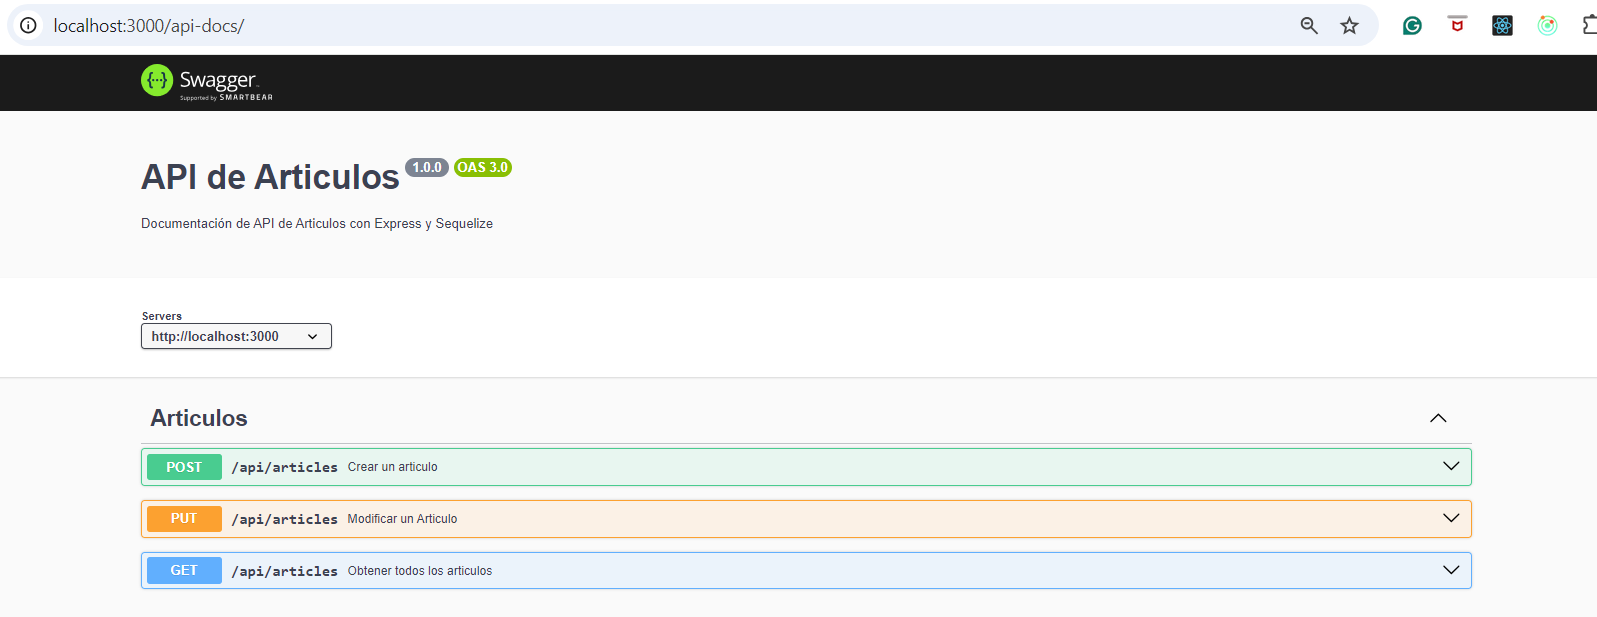 localhost:3000/api-docs/
Swagger
Supported by SMARTBEAR
API de Articulos 1.0.0 OAS 3.0
Documentación de API de Articulos con Express y Sequelize
Servers
http://localhost:3000
Articulos
POST /api/articles Crear un articulo
PUT /api/articles Modificar un Articulo
GET /api/articles Obtener todos los articulos